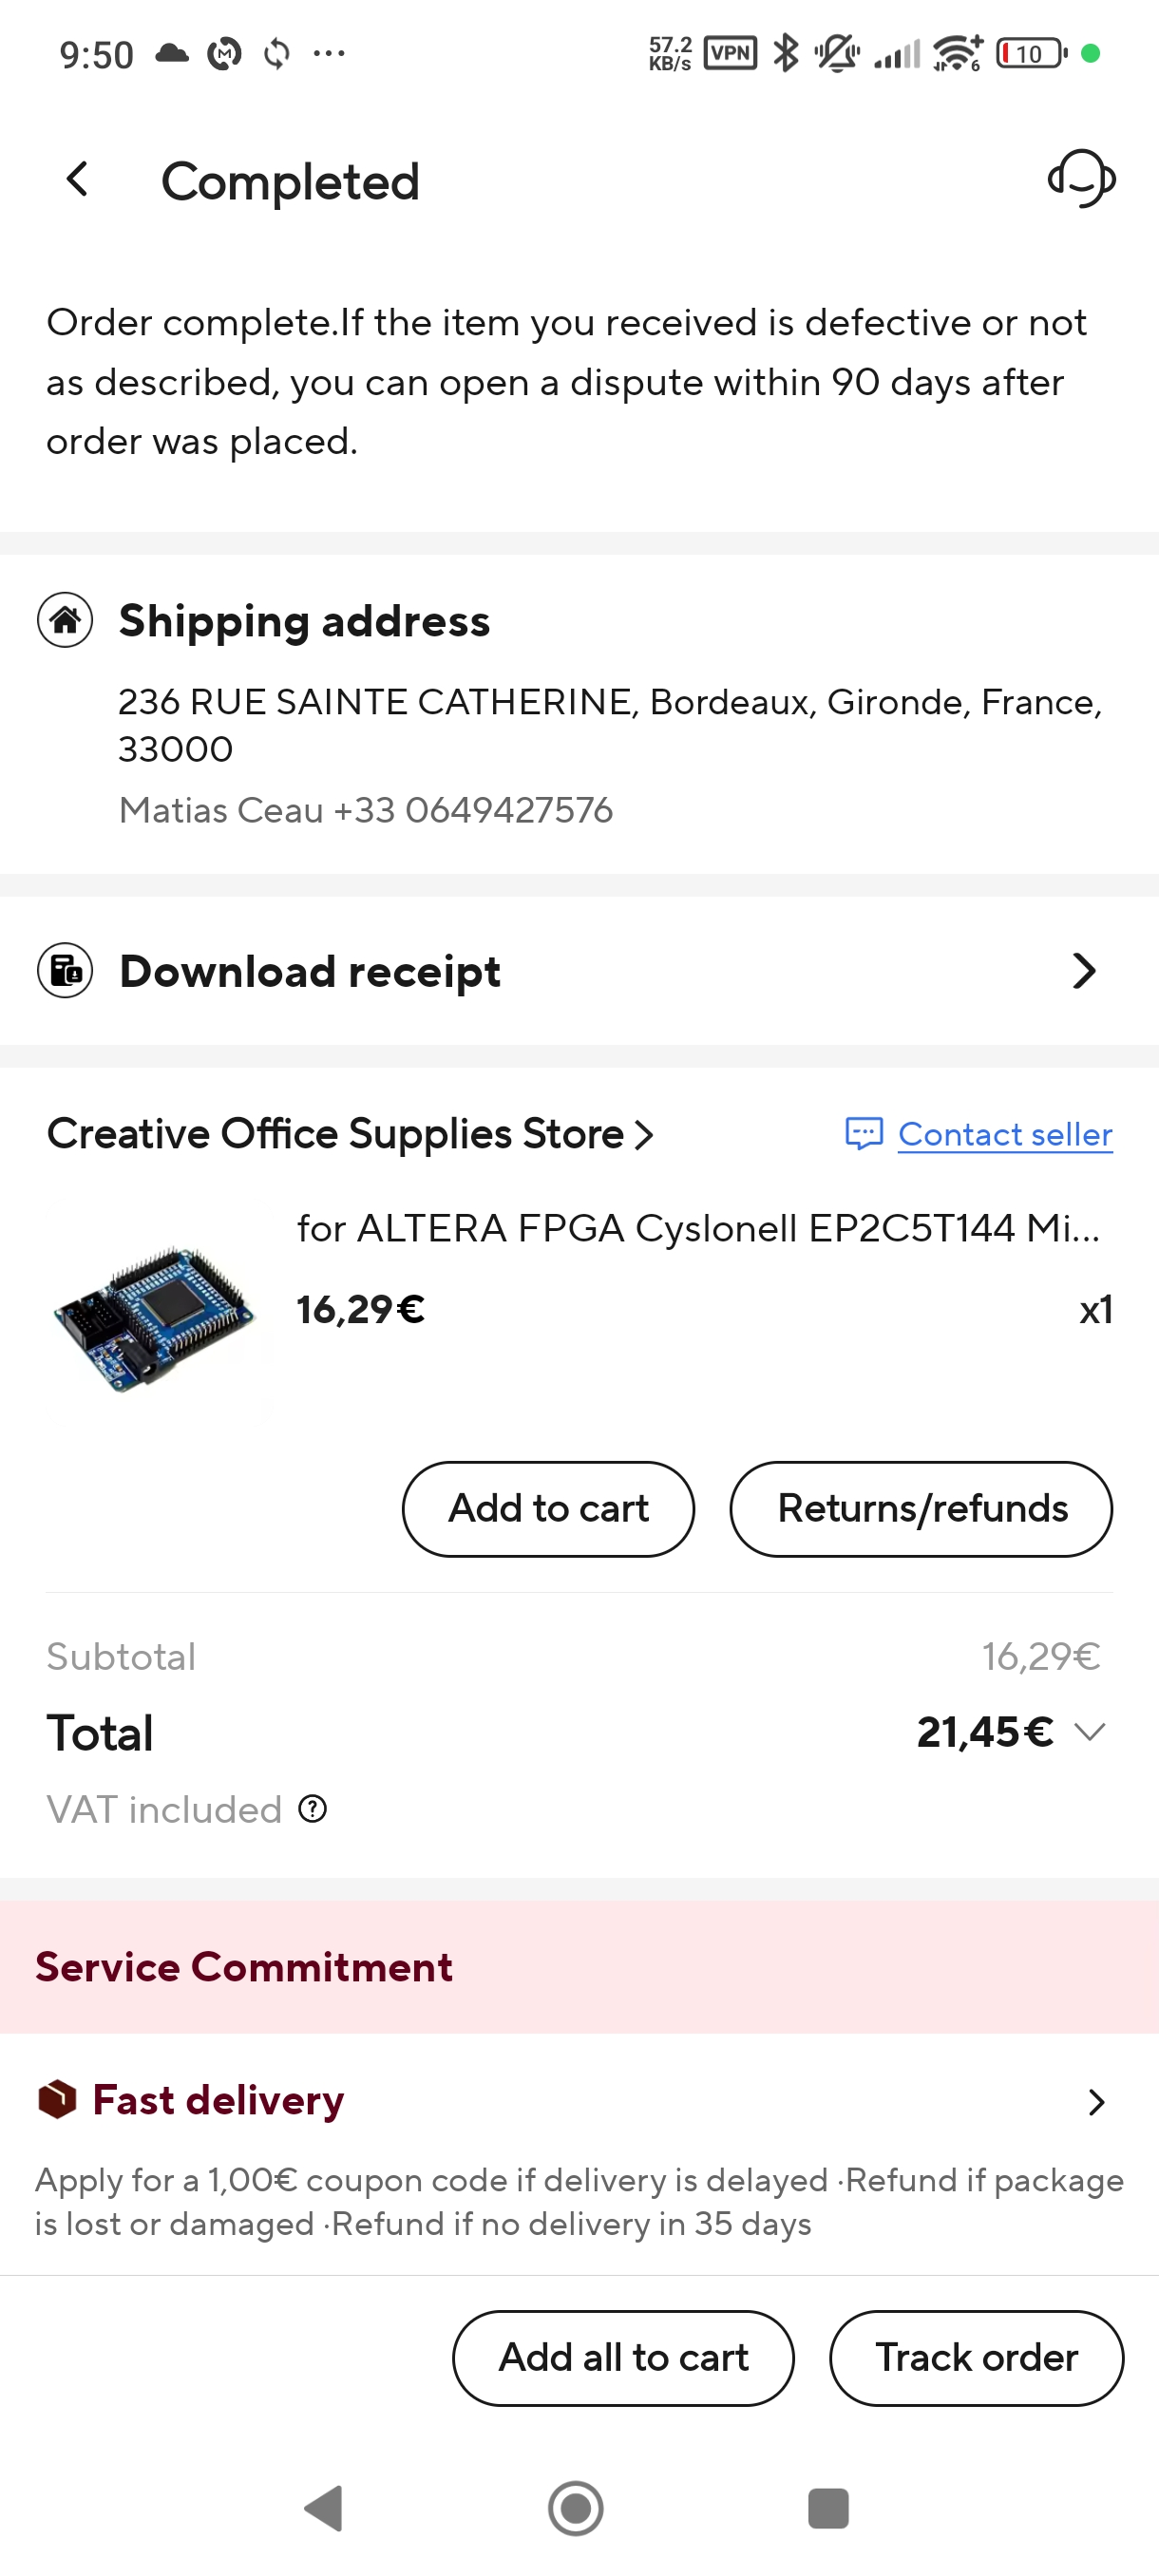 9:50 ... 57.2 KB/s VPN 6 10
Completed
Order complete.If the item you received is defective or not
as described, you can open a dispute within 90 days after
order was placed.
Shipping address
236 RUE SAINTE CATHERINE, Bordeaux, Gironde, France,
33000
Matias Ceau +33 0649427576
Download receipt
Creative Office Supplies Store
Contact seller
for ALTERA FPGA Cyslonell EP2C5T144 Mi...
16,29€ x1
Add to cart
Returns/refunds
Subtotal 16,29€
Total 21,45€
VAT included ?
Service Commitment
Fast delivery
Apply for a 1,00€ coupon code if delivery is delayed ·Refund if package
is lost or damaged ·Refund if no delivery in 35 days
Add all to cart
Track order